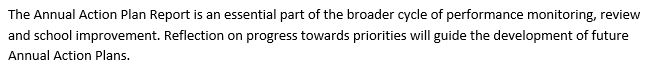 The Annual Action Plan Report is an essential part of the broader cycle of performance monitoring, review
and school improvement. Reflection on progress towards priorities will guide the development of future
Annual Action Plans.